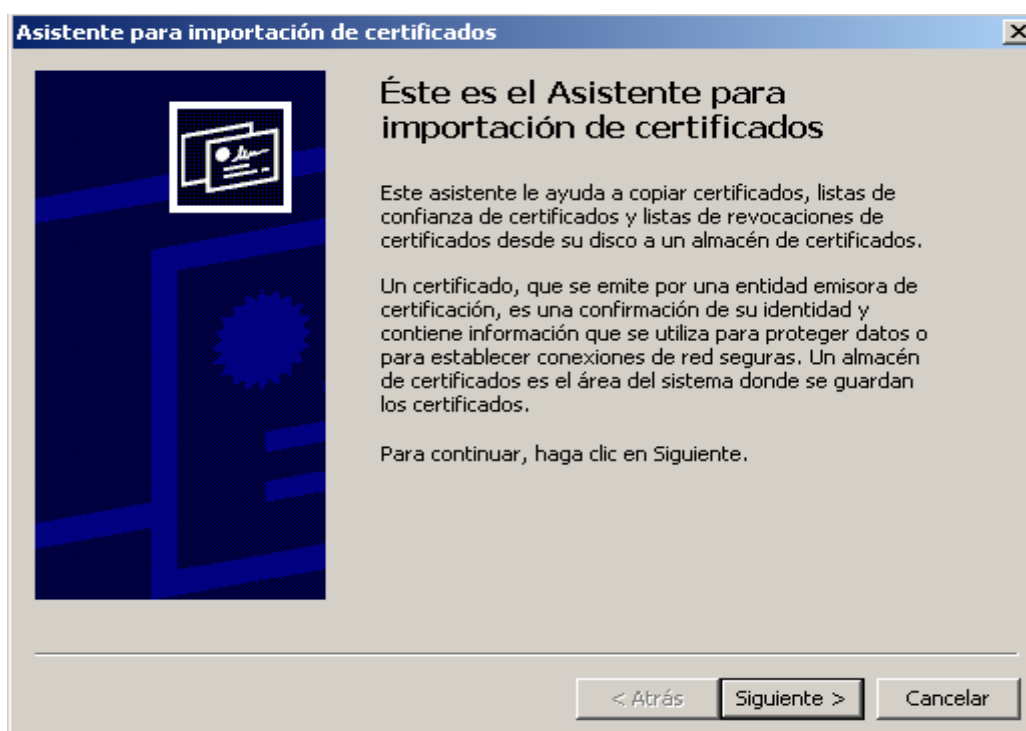 Asistente para importación de certificados
Éste es el Asistente para
importación de certificados
Este asistente le ayuda a copiar certificados, listas de
confianza de certificados y listas de revocaciones de
certificados desde su disco a un almacén de certificados.
Un certificado, que se emite por una entidad emisora de
certificación, es una confirmación de su identidad y
contiene información que se utiliza para proteger datos o
para establecer conexiones de red seguras. Un almacén
de certificados es el área del sistema donde se guardan
los certificados.
Para continuar, haga clic en Siguiente.
< Atrás Siguiente > Cancelar